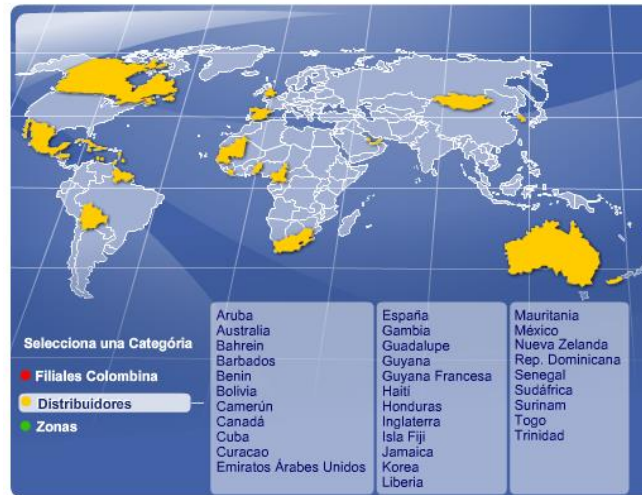 Selecciona una Categória
Filiales Colombina
Distribuidores
Zonas
Aruba
Australia
Bahrein
Barbados
Benin
Bolivia
Camerún
Canadá
Cuba
Curacao
Emiratos Árabes Unidos
España
Gambia
Guadalupe
Guyana
Guyana Francesa
Haití
Honduras
Inglaterra
Isla Fiji
Jamaica
Korea
Liberia
Mauritania
México
Nueva Zelanda
Rep. Dominicana
Senegal
Sudáfrica
Surinam
Togo
Trinidad